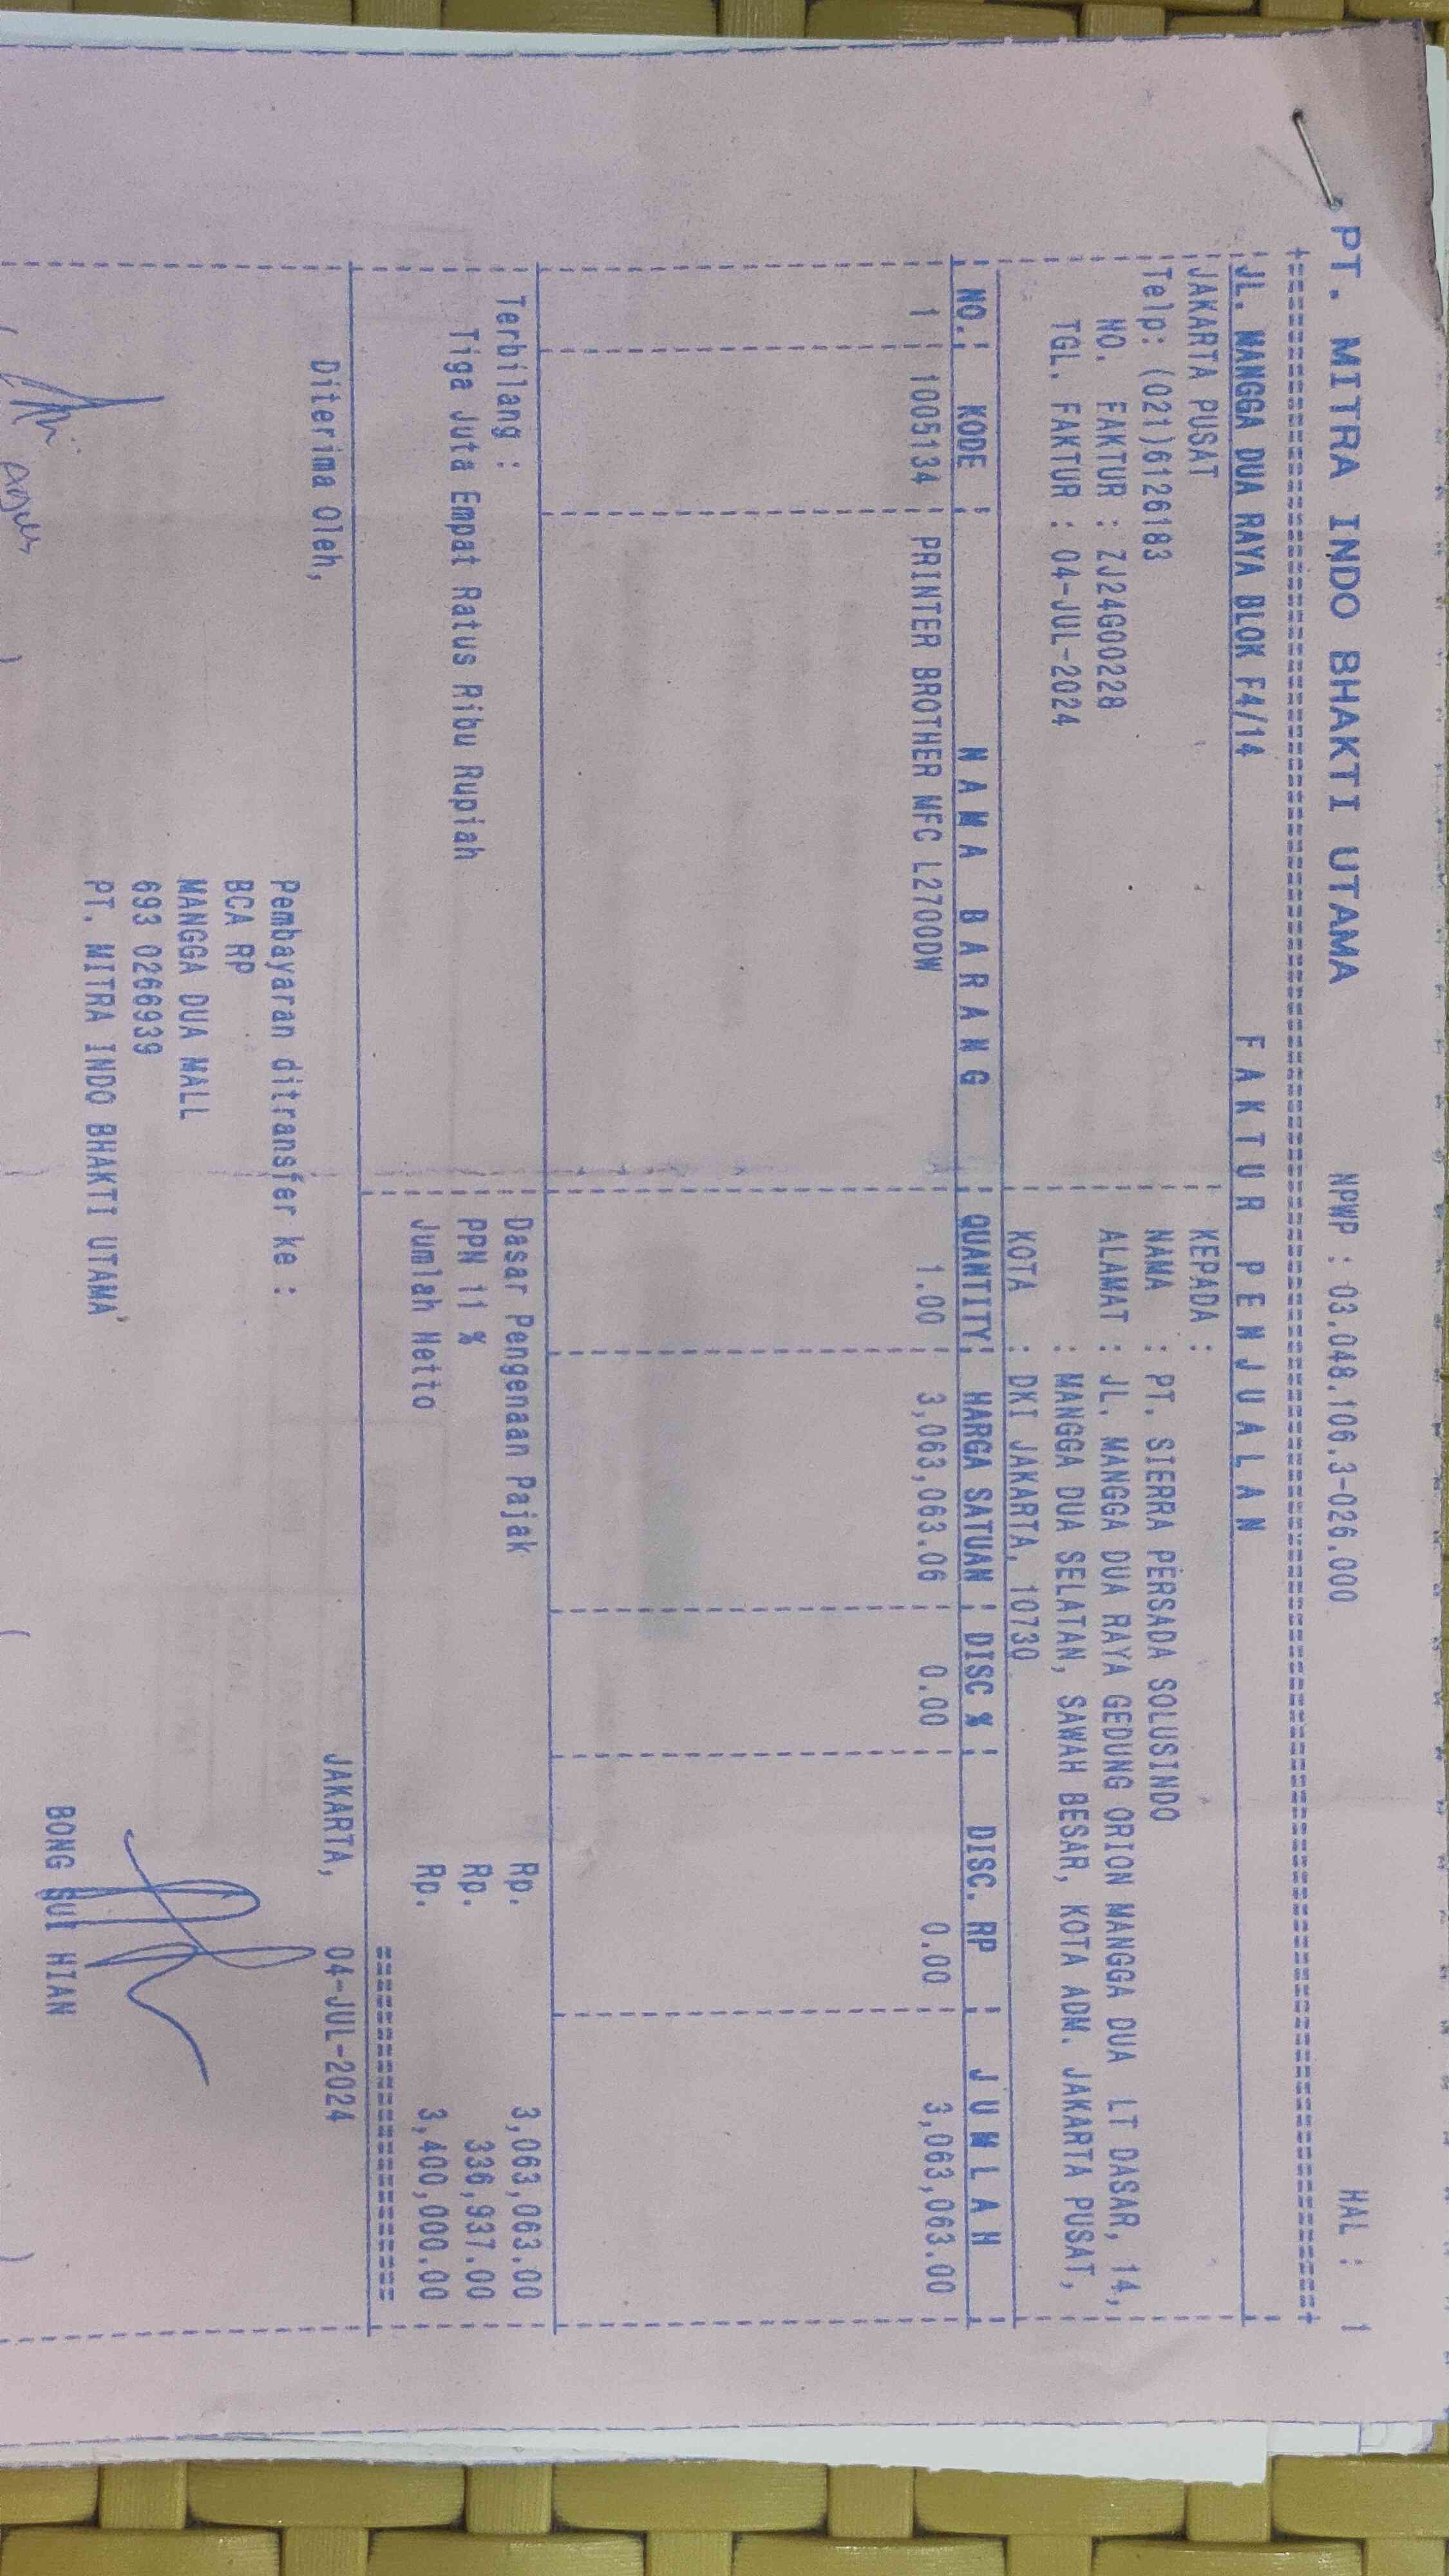 PT. MITRA INDO BHAKTI UTAMA NPWP : 03.048.106.3-026.000 HAL : 1
JL. MANGGA DUA RAYA BLOK F4/14 F A K T U R P E N J U A L A N
JAKARTA PUSAT KEPADA :
Telp: (021)6126183 NAMA : PT. SIERRA PERSADA SOLUSINDO
NO. FAKTUR : ZJ24G00228 ALAMAT : JL. MANGGA DUA RAYA GEDUNG ORION MANGGA DUA LT DASAR, 14,
TGL. FAKTUR : 04-JUL-2024 : MANGGA DUA SELATAN, SAWAH BESAR, KOTA ADM. JAKARTA PUSAT,
KOTA : DKI JAKARTA, 10730
NO. KODE N A M A B A R A N G QUANTITY HARGA SATUAN DISC % DISC. RP J U M L A H
1 1005134 PRINTER BROTHER MFC L2700DW 1.00 3,063,063.06 0.00 0.00 3,063,063.00
Terbilang : Dasar Pengenaan Pajak Rp. 3,063,063.00
Tiga Juta Empat Ratus Ribu Rupiah PPN 11 % Rp. 336,937.00
Jumlah Netto Rp. 3,400,000.00
Diterima Oleh, JAKARTA, 04-JUL-2024
Pembayaran ditransfer ke :
BCA RP
MANGGA DUA MALL
693 0266939
PT. MITRA INDO BHAKTI UTAMA
BONG SUI HIAN